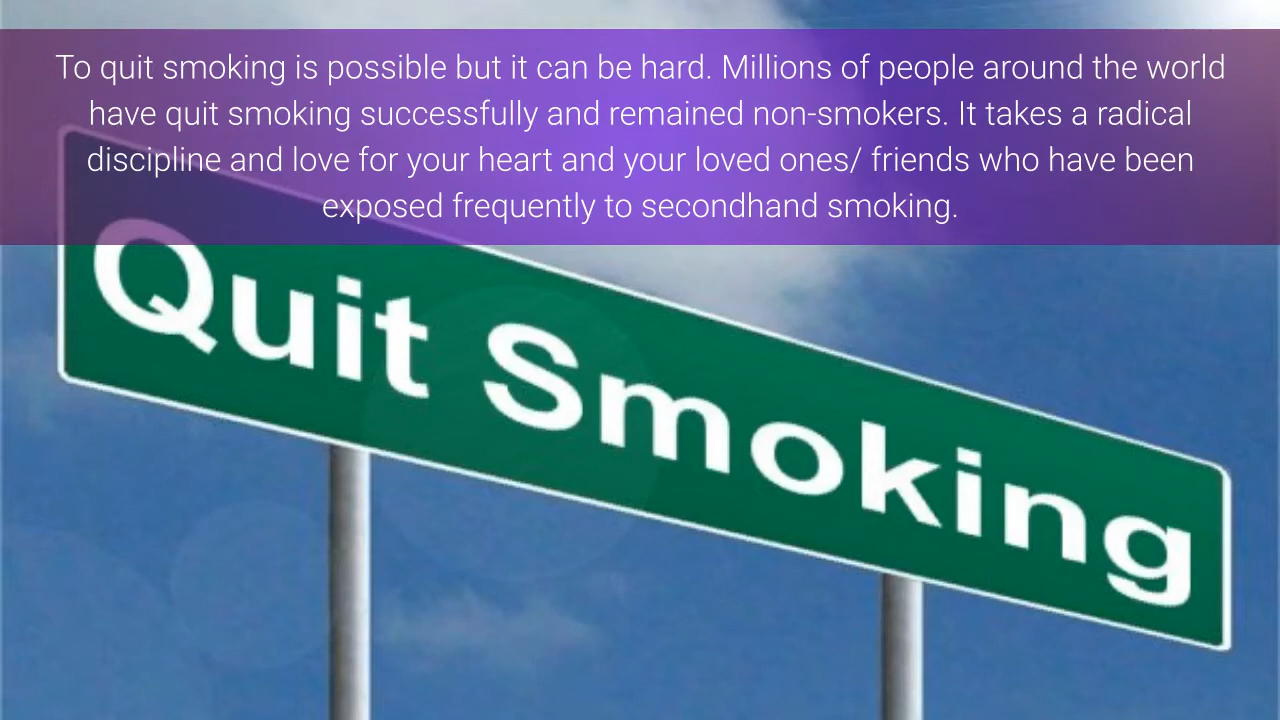 To quit smoking is possible but it can be hard. Millions of people around the world
have quit smoking successfully and remained non-smokers. It takes a radical
discipline and love for your heart and your loved ones/ friends who have been
exposed frequently to secondhand smoking.
Quit Smoking